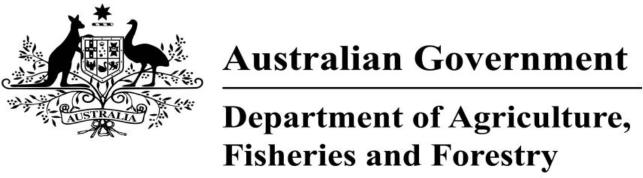 AUSTRALIA
Australian Government
Department of Agriculture,
Fisheries and Forestry